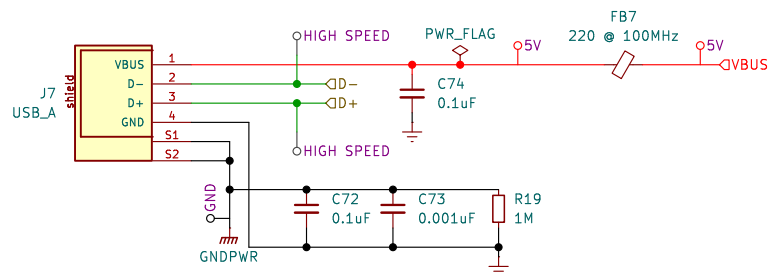 FB7
220 @ 100MHz
HIGH SPEED
PWR_FLAG
5V
5V
VBUS
J7
USB_A
shield
VBUS
1
D-
2
D+
3
GND
4
S1
S2
D-
D+
C74
0.1uF
HIGH SPEED
GND
C72
0.1uF
C73
0.001uF
R19
1M
GNDPWR